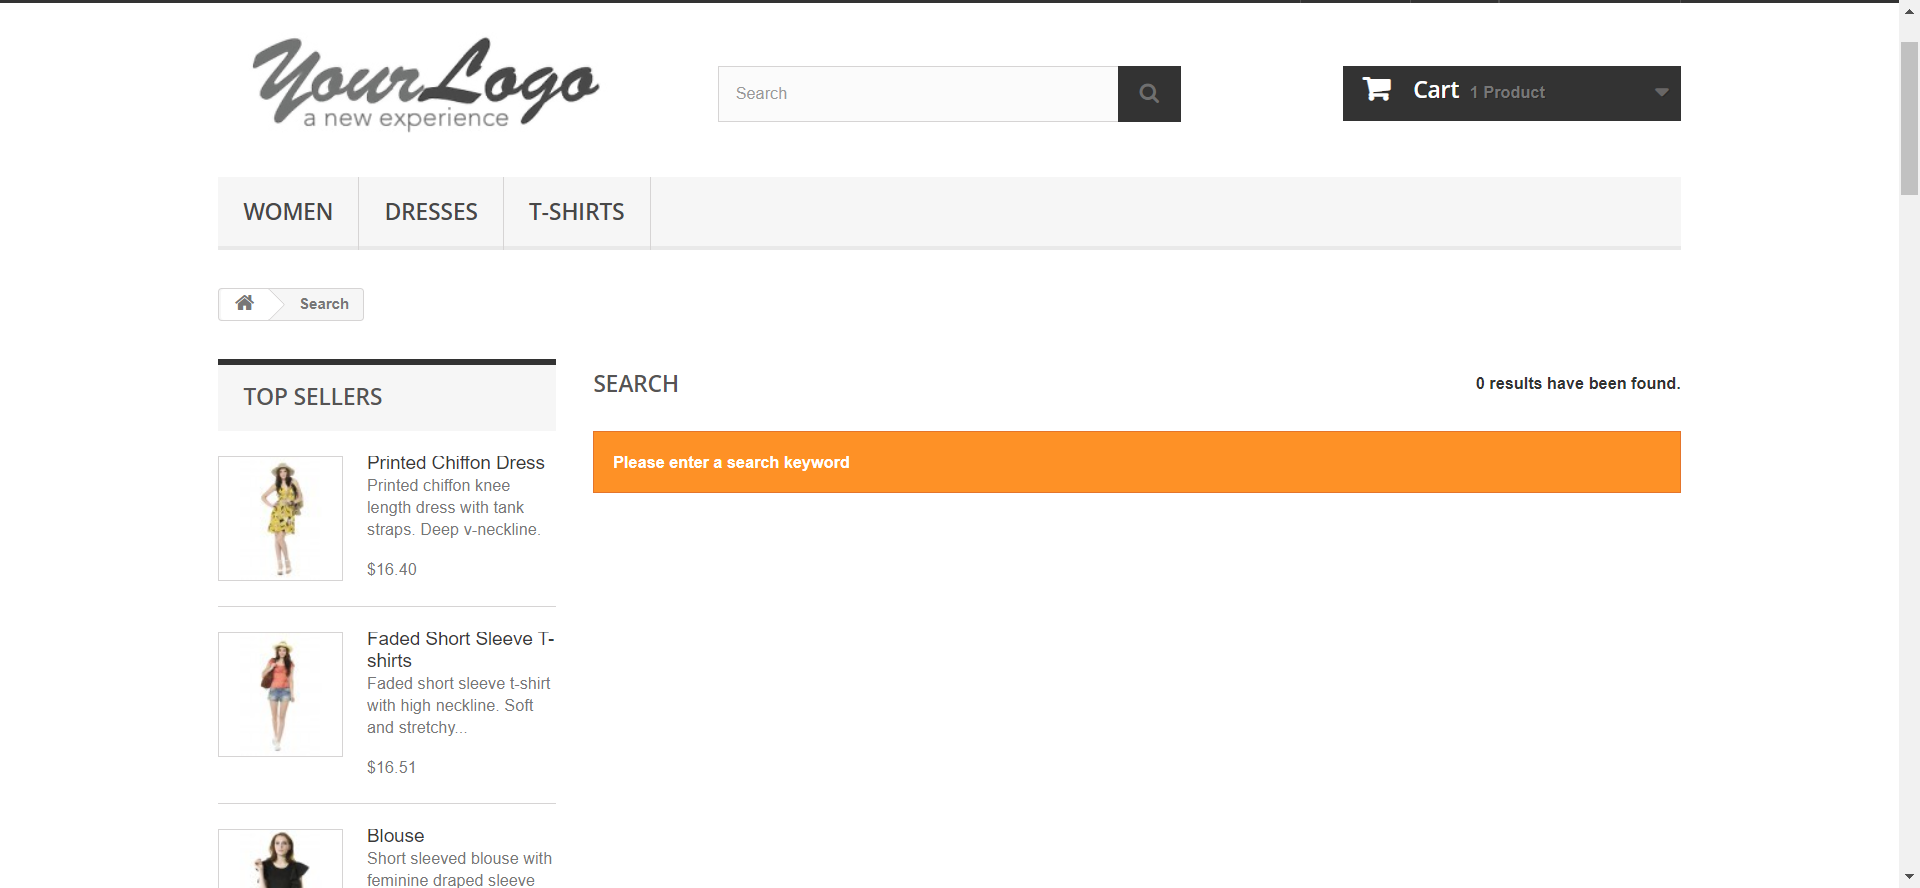 YourLogo
a new experience
Search
Cart 1 Product
WOMEN DRESSES T-SHIRTS
Search
TOP SELLERS
Printed Chiffon Dress
Printed chiffon knee
length dress with tank
straps. Deep v-neckline.
$16.40
Faded Short Sleeve T-
shirts
Faded short sleeve t-shirt
with high neckline. Soft
and stretchy...
$16.51
Blouse
Short sleeved blouse with
feminine draped sleeve
SEARCH
0 results have been found.
Please enter a search keyword